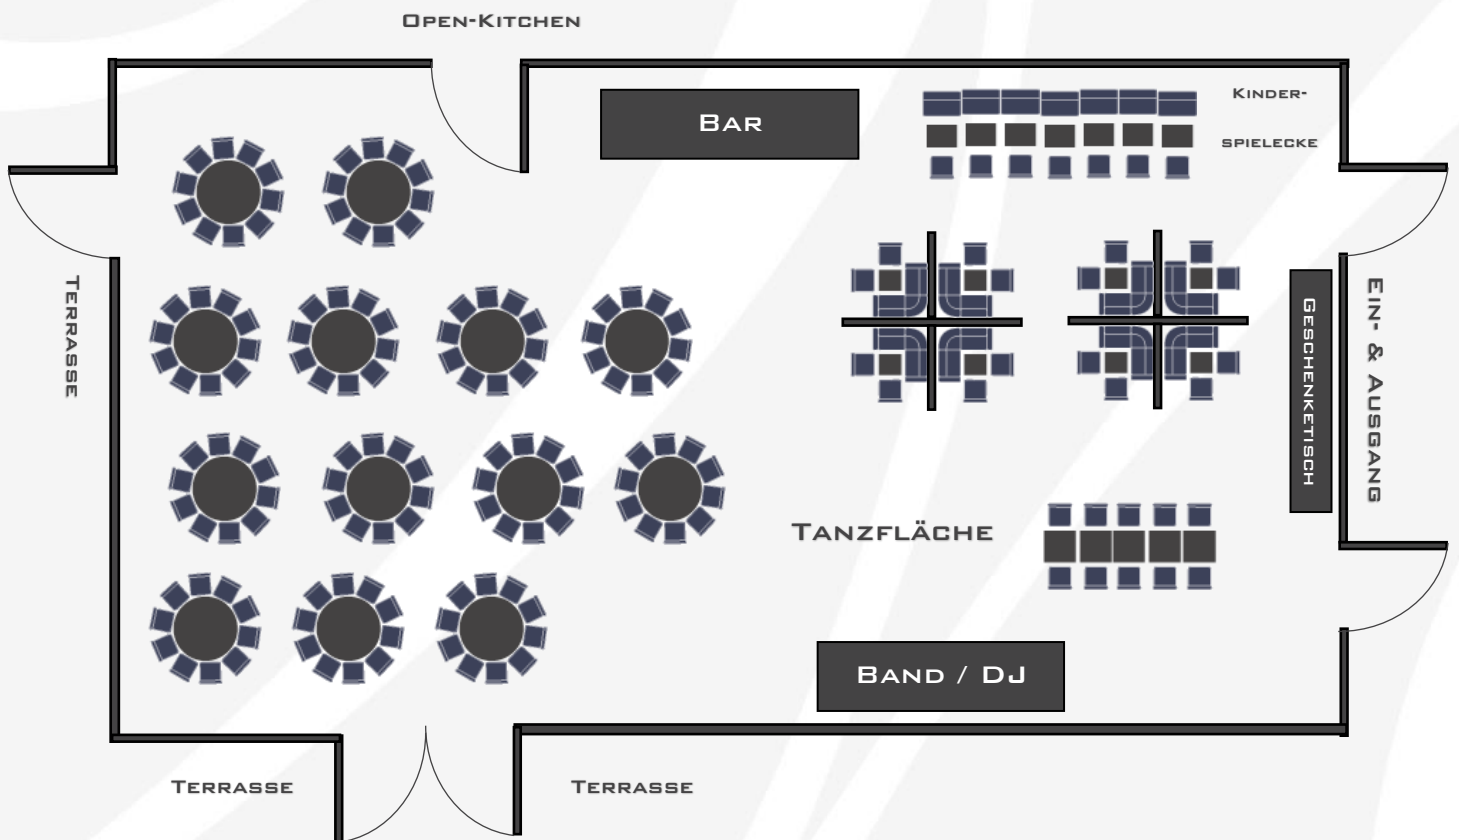 Open-Kitchen
Bar
Kinder-
spielecke
Terrasse
Geschenketisch
Ein- & Ausgang
Tanzfläche
Band / DJ
Terrasse
Terrasse